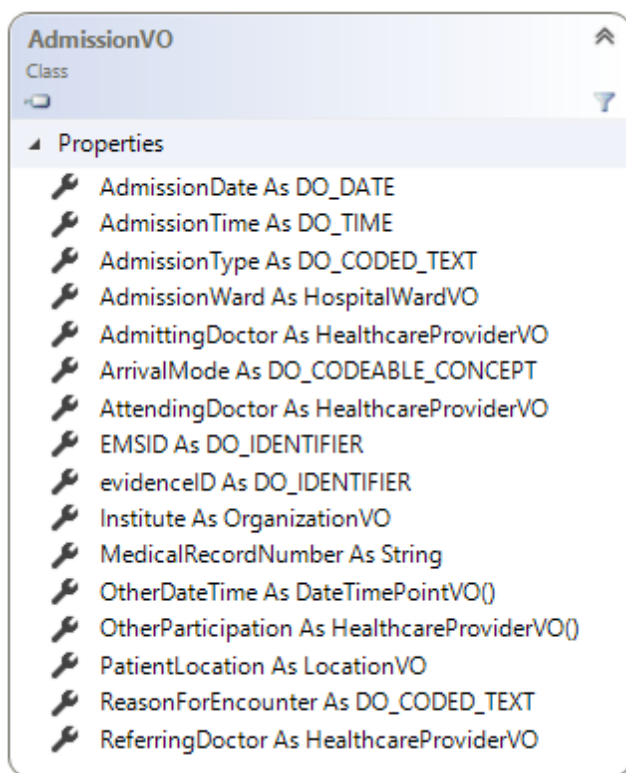 AdmissionVO
Class
Properties
AdmissionDate As DO_DATE
AdmissionTime As DO_TIME
AdmissionType As DO_CODED_TEXT
AdmissionWard As HospitalWardVO
AdmittingDoctor As HealthcareProviderVO
ArrivalMode As DO_CODEABLE_CONCEPT
AttendingDoctor As HealthcareProviderVO
EMSID As DO_IDENTIFIER
evidenceID As DO_IDENTIFIER
Institute As OrganizationVO
MedicalRecordNumber As String
OtherDateTime As DateTimePointVO()
OtherParticipation As HealthcareProviderVO()
PatientLocation As LocationVO
ReasonForEncounter As DO_CODED_TEXT
ReferringDoctor As HealthcareProviderVO